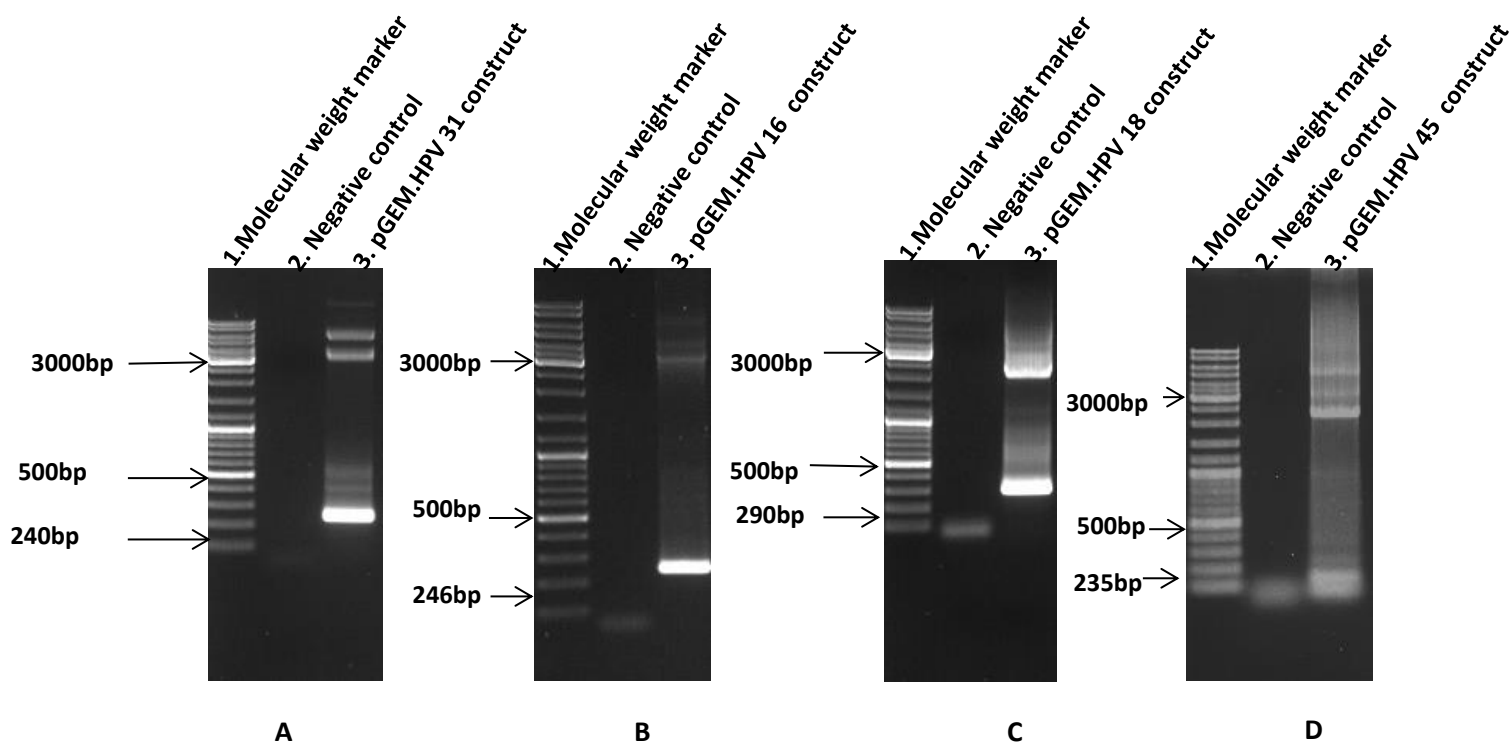 1.Molecular weight marker
2. Negative control
3. pGEM.HPV 31 construct
3000bp
500bp
240bp
A
1.Molecular weight marker
2. Negative control
3. pGEM.HPV 16 construct
3000bp
500bp
246bp
B
1.Molecular weight marker
2. Negative control
3. pGEM.HPV 18 construct
3000bp
500bp
290bp
C
1.Molecular weight marker
2. Negative control
3. pGEM.HPV 45 construct
3000bp
500bp
235bp
D